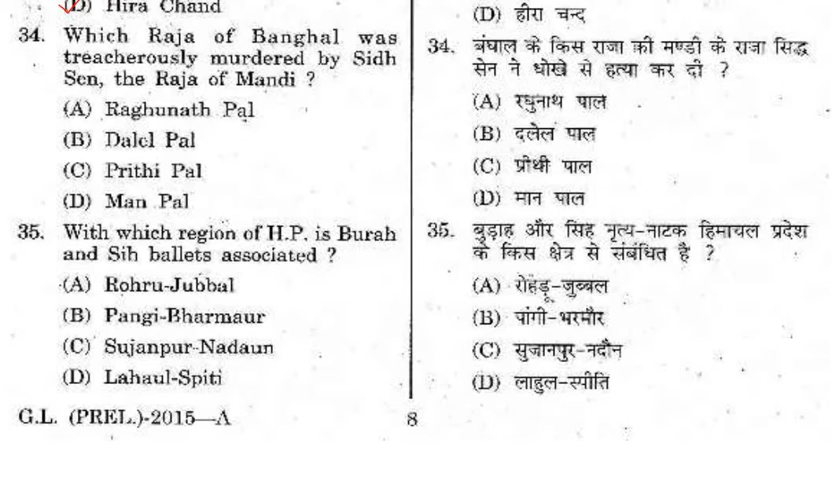 (D) Hira Chand
34. Which Raja of Banghal was
treacherously murdered by Sidh
Sen, the Raja of Mandi ?
(A) Raghunath Pal
(B) Dalel Pal
(C) Prithi Pal
(D) Man Pal
35. With which region of H.P. is Burah
and Sih ballets associated ?
(A) Rohru-Jubbal
(B) Pangi-Bharmaur
(C) Sujanpur-Nadaun
(D) Lahaul-Spiti
G.L. (PREL.)-2015—A
8
(D) हीरा चन्द
34. बंघाल के किस राजा की मण्डी के राजा सिद्ध
सेन ने धोखे से हत्या कर दी ?
(A) रघुनाथ पाल
(B) दलेल पाल
(C) प्रीथी पाल
(D) मान पाल
35. बुड़ाह और सिह नृत्य-नाटक हिमाचल प्रदेश
के किस क्षेत्र से संबंधित है ?
(A) रोहड़ू-जुब्बल
(B) पांगी-भरमौर
(C) सुजानपुर-नदौन
(D) लाहुल-स्पीति